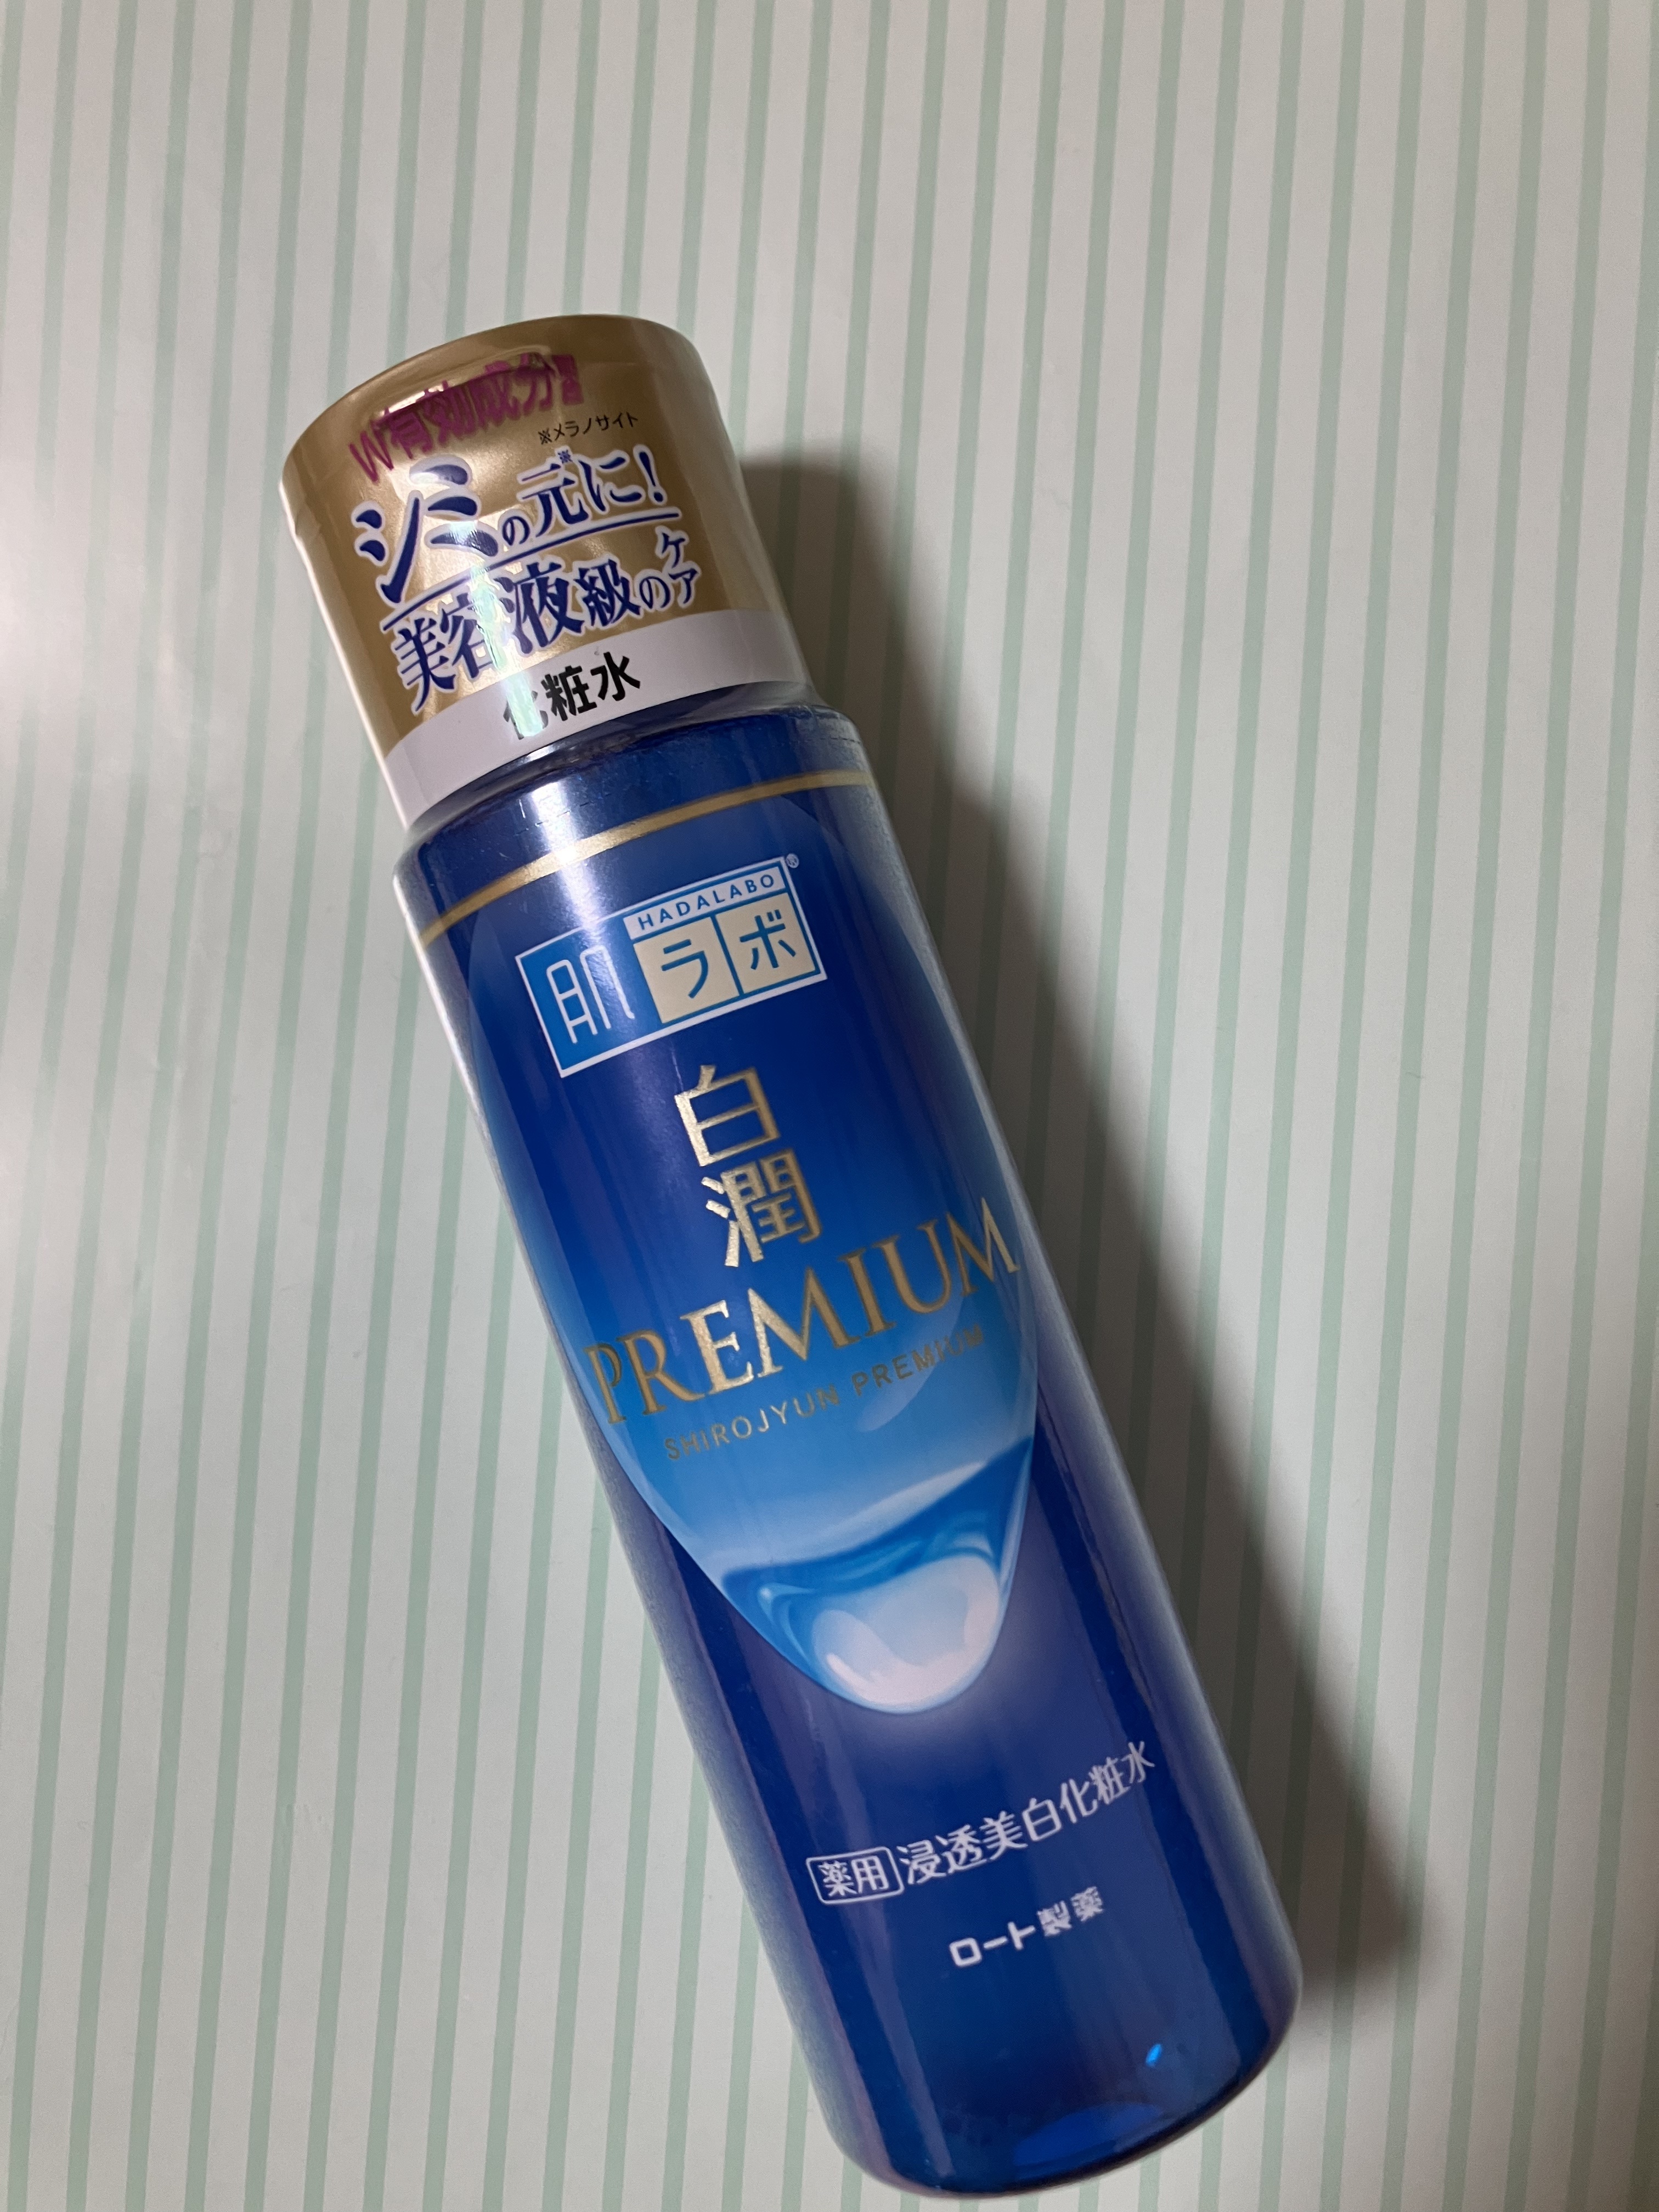 W有効成分配合
※メラノサイト
シミの元に!
美容液級のケア
化粧水
HADALABO
肌ラボ®
白潤
PREMIUM
SHIROJYUN PREMIUM
薬用 浸透美白化粧水
ロート製薬